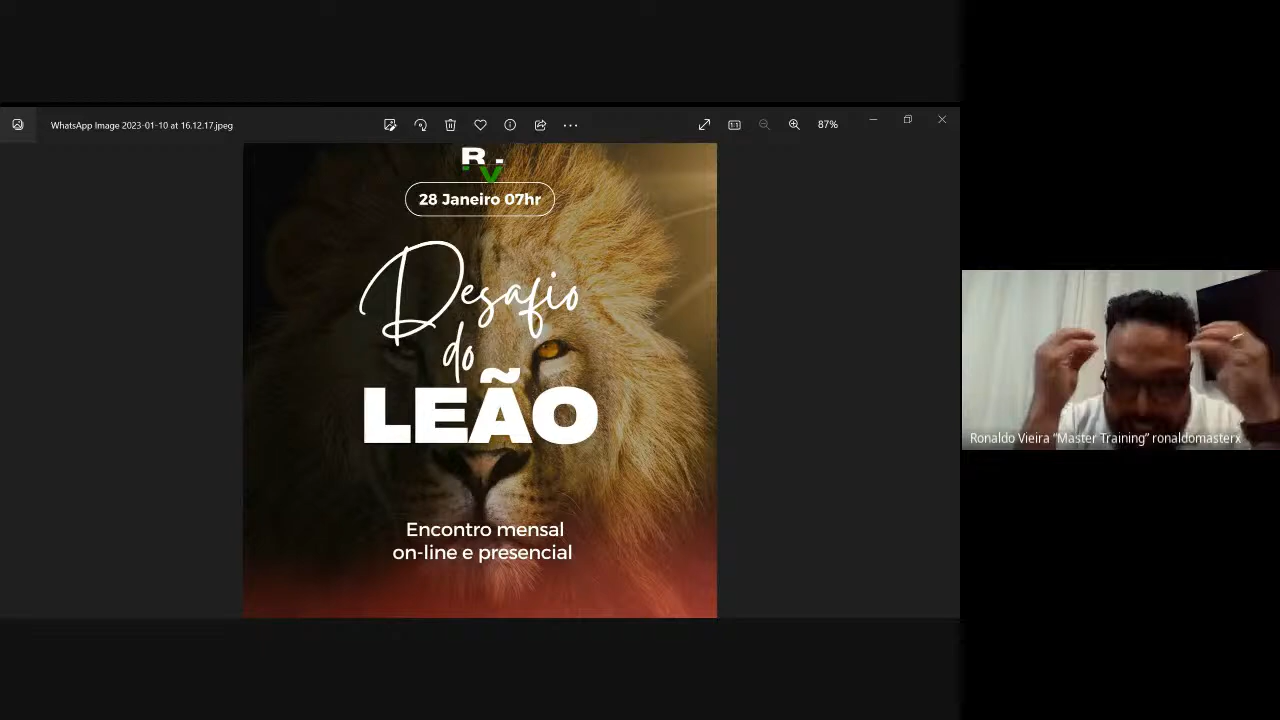 WhatsApp Image 2023-01-10 at 16.12.17.jpeg
87%
R
V
28 Janeiro 07hr
Desafio
do
LEÃO
Encontro mensal
on-line e presencial
Ronaldo Vieira "Master Training" ronaldomasterx